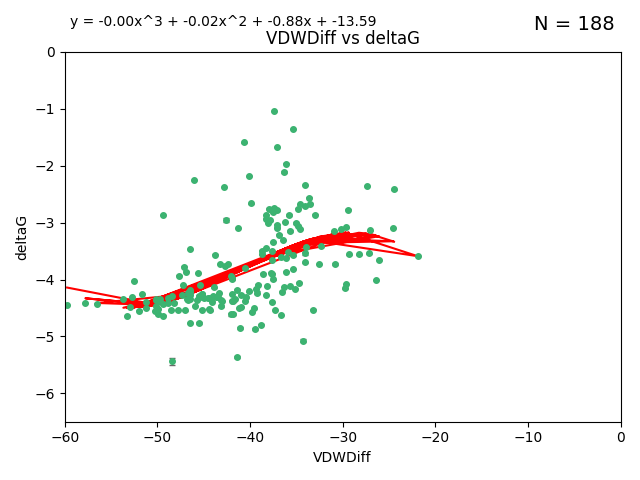 y = -0.00x^3 + -0.02x^2 + -0.88x + -13.59
N = 188
VDWDiff vs deltaG
0
−1
−2
−3
−4
−5
−6
deltaG
−60 −50 −40 −30 −20 −10 0
VDWDiff